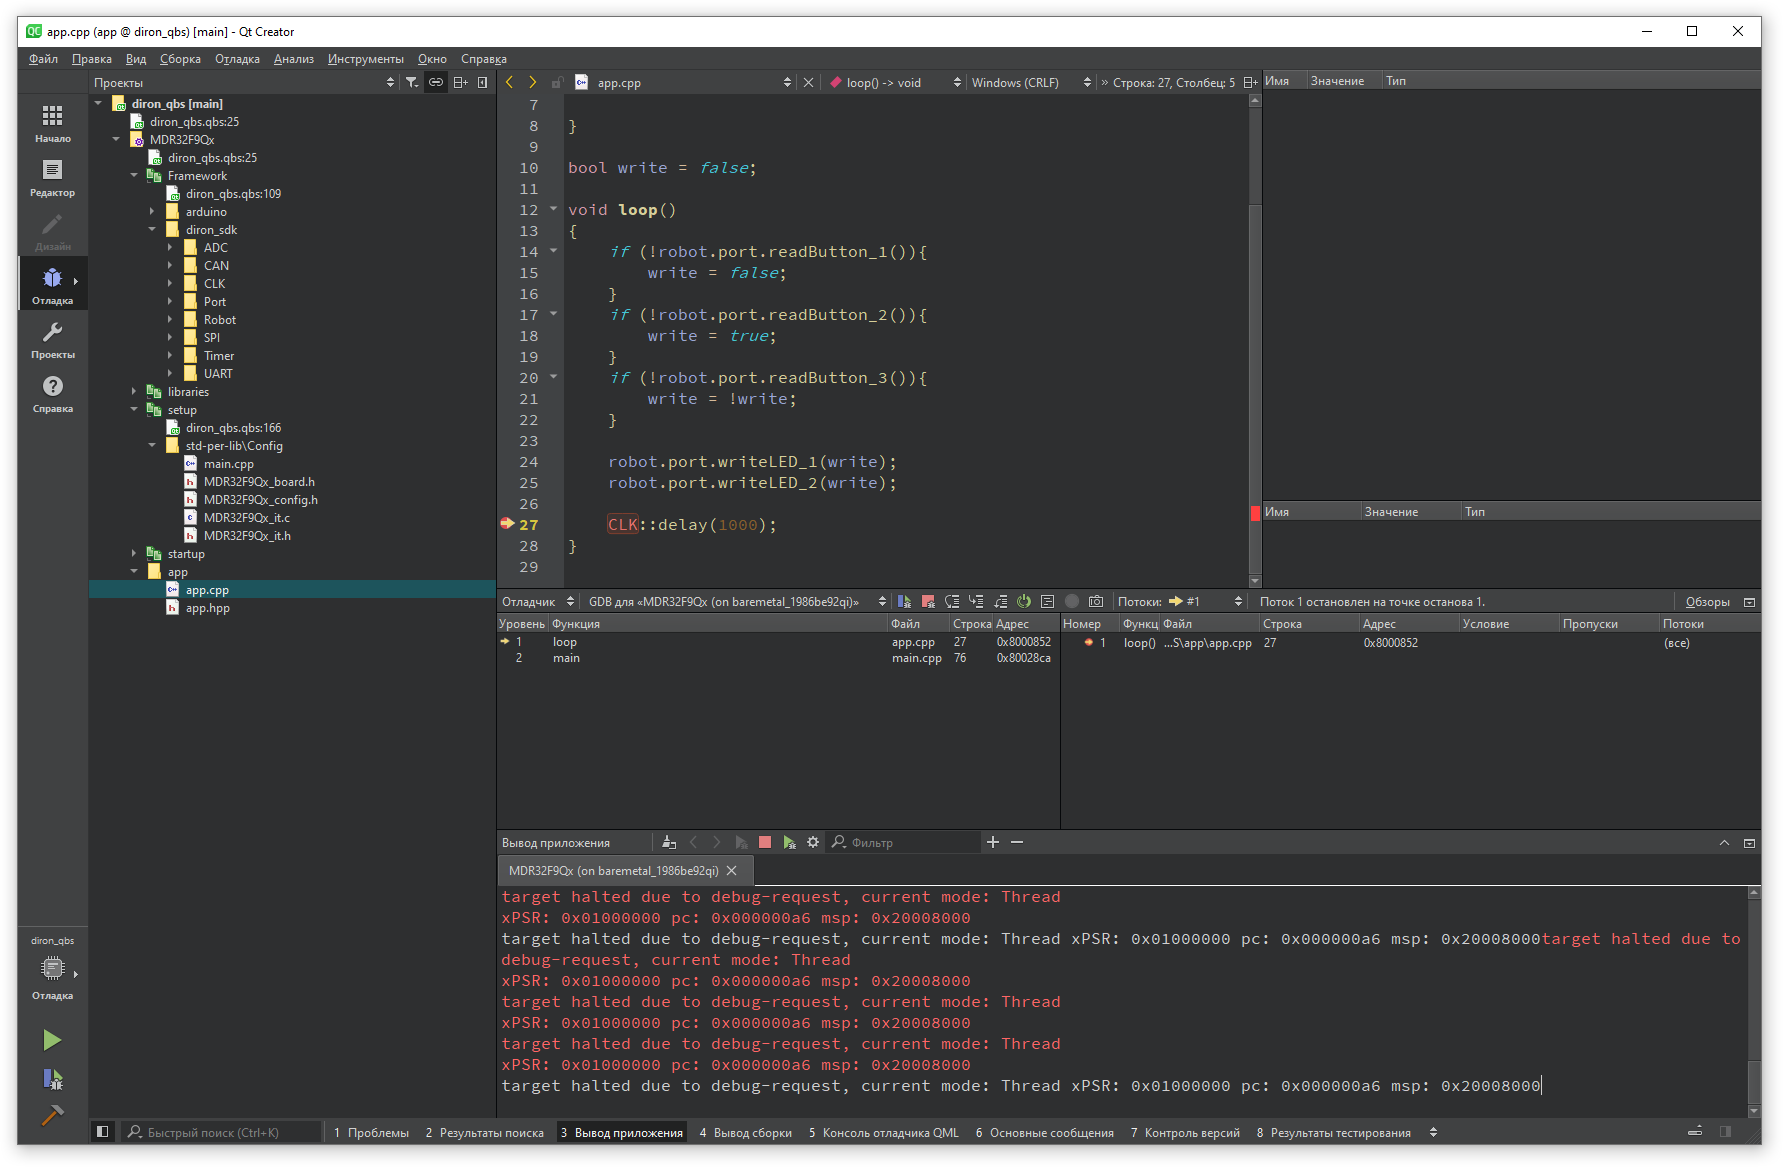 app.cpp (app @ diron_qbs) [main] - Qt Creator
Файл Правка Вид Сборка Отладка Анализ Инструменты Окно Справка
Проекты
app.cpp
loop() -> void
Windows (CRLF)
» Строка: 27, Столбец: 5
Имя Значение Тип
Начало
Редактор
Дизайн
Отладка
Проекты
Справка
diron_qbs [main]
diron_qbs.qbs:25
MDR32F9Qx
diron_qbs.qbs:25
Framework
diron_qbs.qbs:109
arduino
diron_sdk
ADC
CAN
CLK
Port
Robot
SPI
Timer
UART
libraries
setup
diron_qbs.qbs:166
std-per-lib\Config
main.cpp
MDR32F9Qx_board.h
MDR32F9Qx_config.h
MDR32F9Qx_it.c
MDR32F9Qx_it.h
startup
app
app.cpp
app.hpp
7
8 }
9
10 bool write = false;
11
12 void loop()
13 {
14 if (!robot.port.readButton_1()){
15 write = false;
16 }
17 if (!robot.port.readButton_2()){
18 write = true;
19 }
20 if (!robot.port.readButton_3()){
21 write = !write;
22 }
23
24 robot.port.writeLED_1(write);
25 robot.port.writeLED_2(write);
26
27 CLK::delay(1000);
28 }
29
Имя Значение Тип
Отладчик GDB для «MDR32F9Qx (on baremetal_1986be92qi)» Потоки: #1 Поток 1 остановлен на точке останова 1. Обзоры
Уровень Функция Файл Строка Адрес
1 loop app.cpp 27 0x8000852
2 main main.cpp 76 0x80028ca
Номер Функц Файл Строка Адрес Условие Пропуски Потоки
1 loop() ...S\app\app.cpp 27 0x8000852 (все)
Вывод приложения Фильтр
MDR32F9Qx (on baremetal_1986be92qi)
target halted due to debug-request, current mode: Thread
xPSR: 0x01000000 pc: 0x000000a6 msp: 0x20008000
target halted due to debug-request, current mode: Thread xPSR: 0x01000000 pc: 0x000000a6 msp: 0x20008000target halted due to
debug-request, current mode: Thread
xPSR: 0x01000000 pc: 0x000000a6 msp: 0x20008000
target halted due to debug-request, current mode: Thread
xPSR: 0x01000000 pc: 0x000000a6 msp: 0x20008000
target halted due to debug-request, current mode: Thread
xPSR: 0x01000000 pc: 0x000000a6 msp: 0x20008000
target halted due to debug-request, current mode: Thread xPSR: 0x01000000 pc: 0x000000a6 msp: 0x20008000
diron_qbs
Отладка
Быстрый поиск (Ctrl+K) 1 Проблемы 2 Результаты поиска 3 Вывод приложения 4 Вывод сборки 5 Консоль отладчика QML 6 Основные сообщения 7 Контроль версий 8 Результаты тестирования